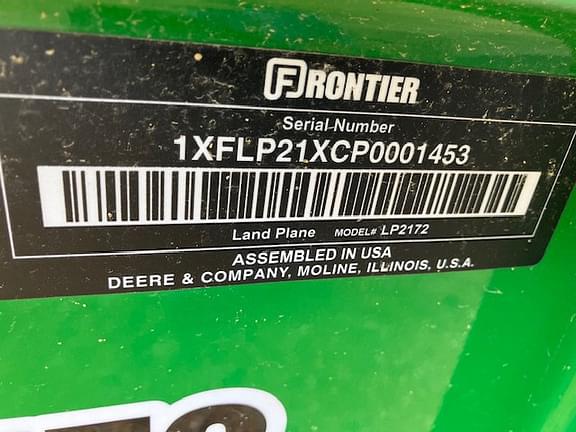 FRONTIER
Serial Number
1XFLP21XCP0001453
Land Plane MODEL# LP2172
ASSEMBLED IN USA
DEERE & COMPANY, MOLINE, ILLINOIS, U.S.A.